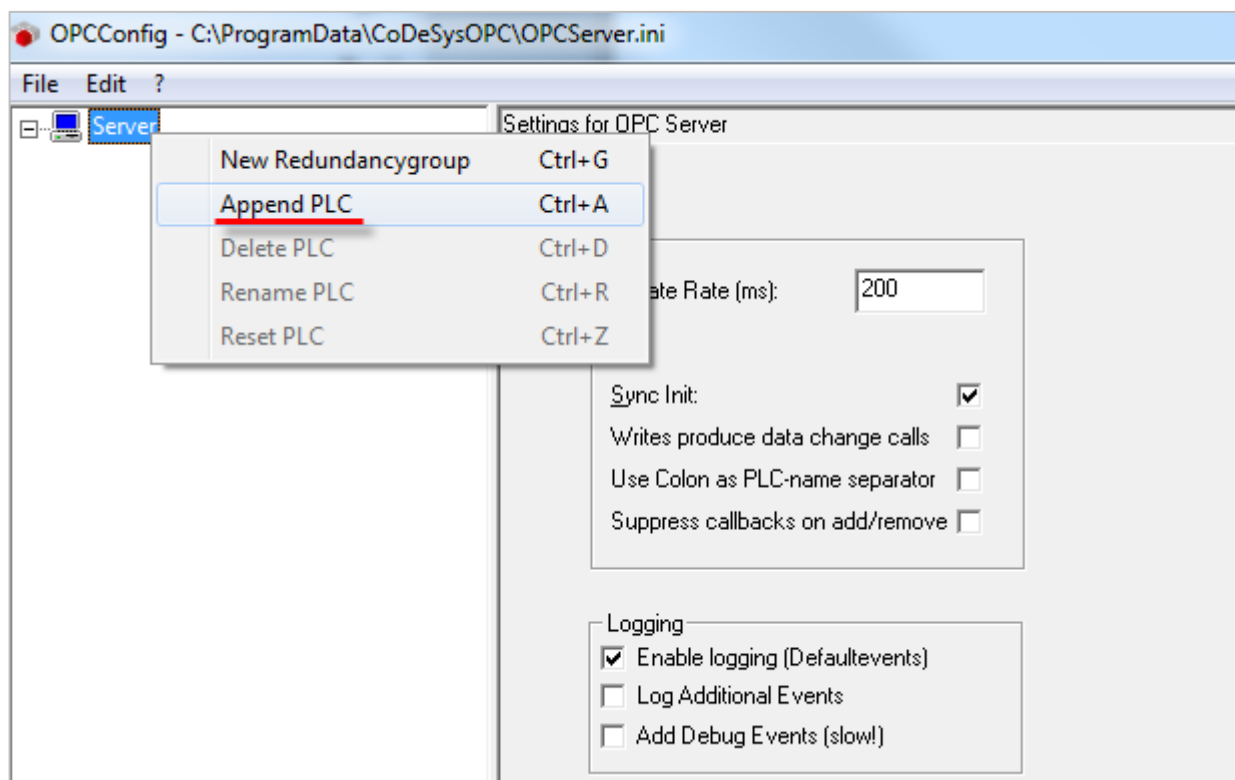 OPCConfig - C:\ProgramData\CoDeSysOPC\OPCServer.ini
File Edit ?
Server
Settings for OPC Server
New Redundancygroup Ctrl+G
Append PLC Ctrl+A
Delete PLC Ctrl+D
Rename PLC Ctrl+R
Reset PLC Ctrl+Z
Rate (ms): 200
Sync Init:
Writes produce data change calls
Use Colon as PLC-name separator
Suppress callbacks on add/remove
Logging
Enable logging (Defaultevents)
Log Additional Events
Add Debug Events (slow!)